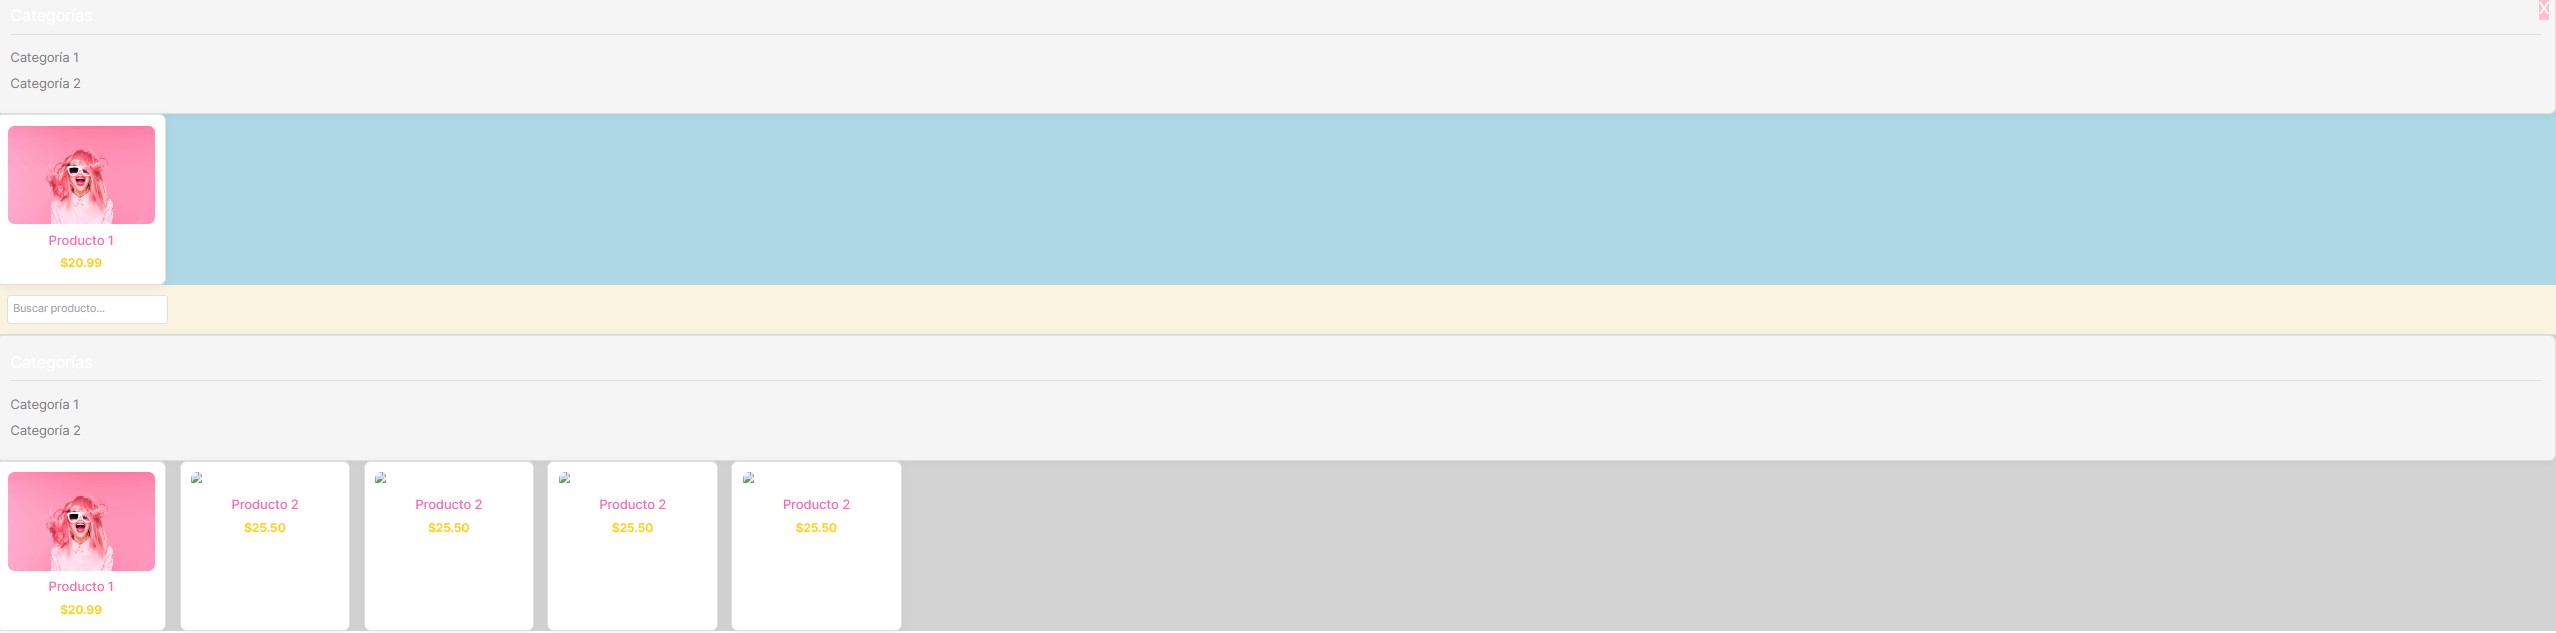 Categorías
X
Categoría 1
Categoría 2
Producto 1
$20.99
Buscar producto...
Categorías
Categoría 1
Categoría 2
Producto 1
$20.99
Producto 2
$25.50
Producto 2
$25.50
Producto 2
$25.50
Producto 2
$25.50